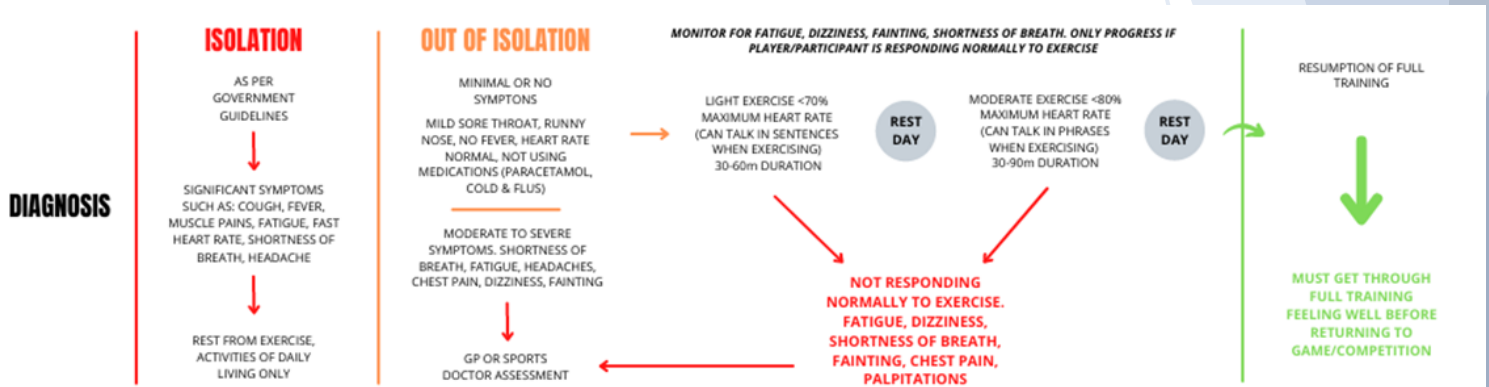 DIAGNOSIS
ISOLATION
AS PER
GOVERNMENT
GUIDELINES
SIGNIFICANT SYMPTOMS
SUCH AS: COUGH, FEVER,
MUSCLE PAINS, FATIGUE, FAST
HEART RATE, SHORTNESS OF
BREATH, HEADACHE
REST FROM EXERCISE,
ACTIVITIES OF DAILY
LIVING ONLY
OUT OF ISOLATION
MINIMAL OR NO
SYMPTONS
MILD SORE THROAT, RUNNY
NOSE, NO FEVER, HEART RATE
NORMAL, NOT USING
MEDICATIONS (PARACETAMOL,
COLD & FLUS)
MODERATE TO SEVERE
SYMPTOMS. SHORTNESS OF
BREATH, FATIGUE, HEADACHES,
CHEST PAIN, DIZZINESS, FAINTING
GP OR SPORTS
DOCTOR ASSESSMENT
MONITOR FOR FATIGUE, DIZZINESS, FAINTING, SHORTNESS OF BREATH. ONLY PROGRESS IF
PLAYER/PARTICIPANT IS RESPONDING NORMALLY TO EXERCISE
LIGHT EXERCISE <70%
MAXIMUM HEART RATE
(CAN TALK IN SENTENCES
WHEN EXERCISING)
30-60m DURATION
REST
DAY
MODERATE EXERCISE <80%
MAXIMUM HEART RATE
(CAN TALK IN PHRASES
WHEN EXERCISING)
30-90m DURATION
REST
DAY
NOT RESPONDING
NORMALLY TO EXERCISE.
FATIGUE, DIZZINESS,
SHORTNESS OF BREATH,
FAINTING, CHEST PAIN,
PALPITATIONS
RESUMPTION OF FULL
TRAINING
MUST GET THROUGH
FULL TRAINING
FEELING WELL BEFORE
RETURNING TO
GAME/COMPETITION